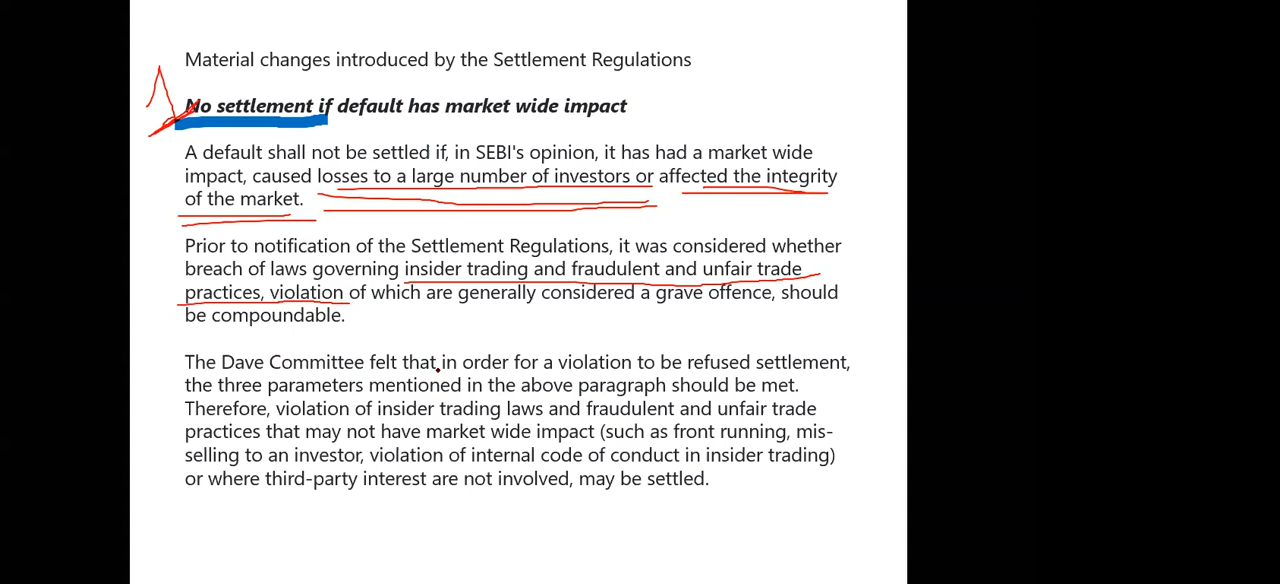 Material changes introduced by the Settlement Regulations
No settlement if default has market wide impact
A default shall not be settled if, in SEBI's opinion, it has had a market wide
impact, caused losses to a large number of investors or affected the integrity
of the market.
Prior to notification of the Settlement Regulations, it was considered whether
breach of laws governing insider trading and fraudulent and unfair trade
practices, violation of which are generally considered a grave offence, should
be compoundable.
The Dave Committee felt that in order for a violation to be refused settlement,
the three parameters mentioned in the above paragraph should be met.
Therefore, violation of insider trading laws and fraudulent and unfair trade
practices that may not have market wide impact (such as front running, mis-
selling to an investor, violation of internal code of conduct in insider trading)
or where third-party interest are not involved, may be settled.